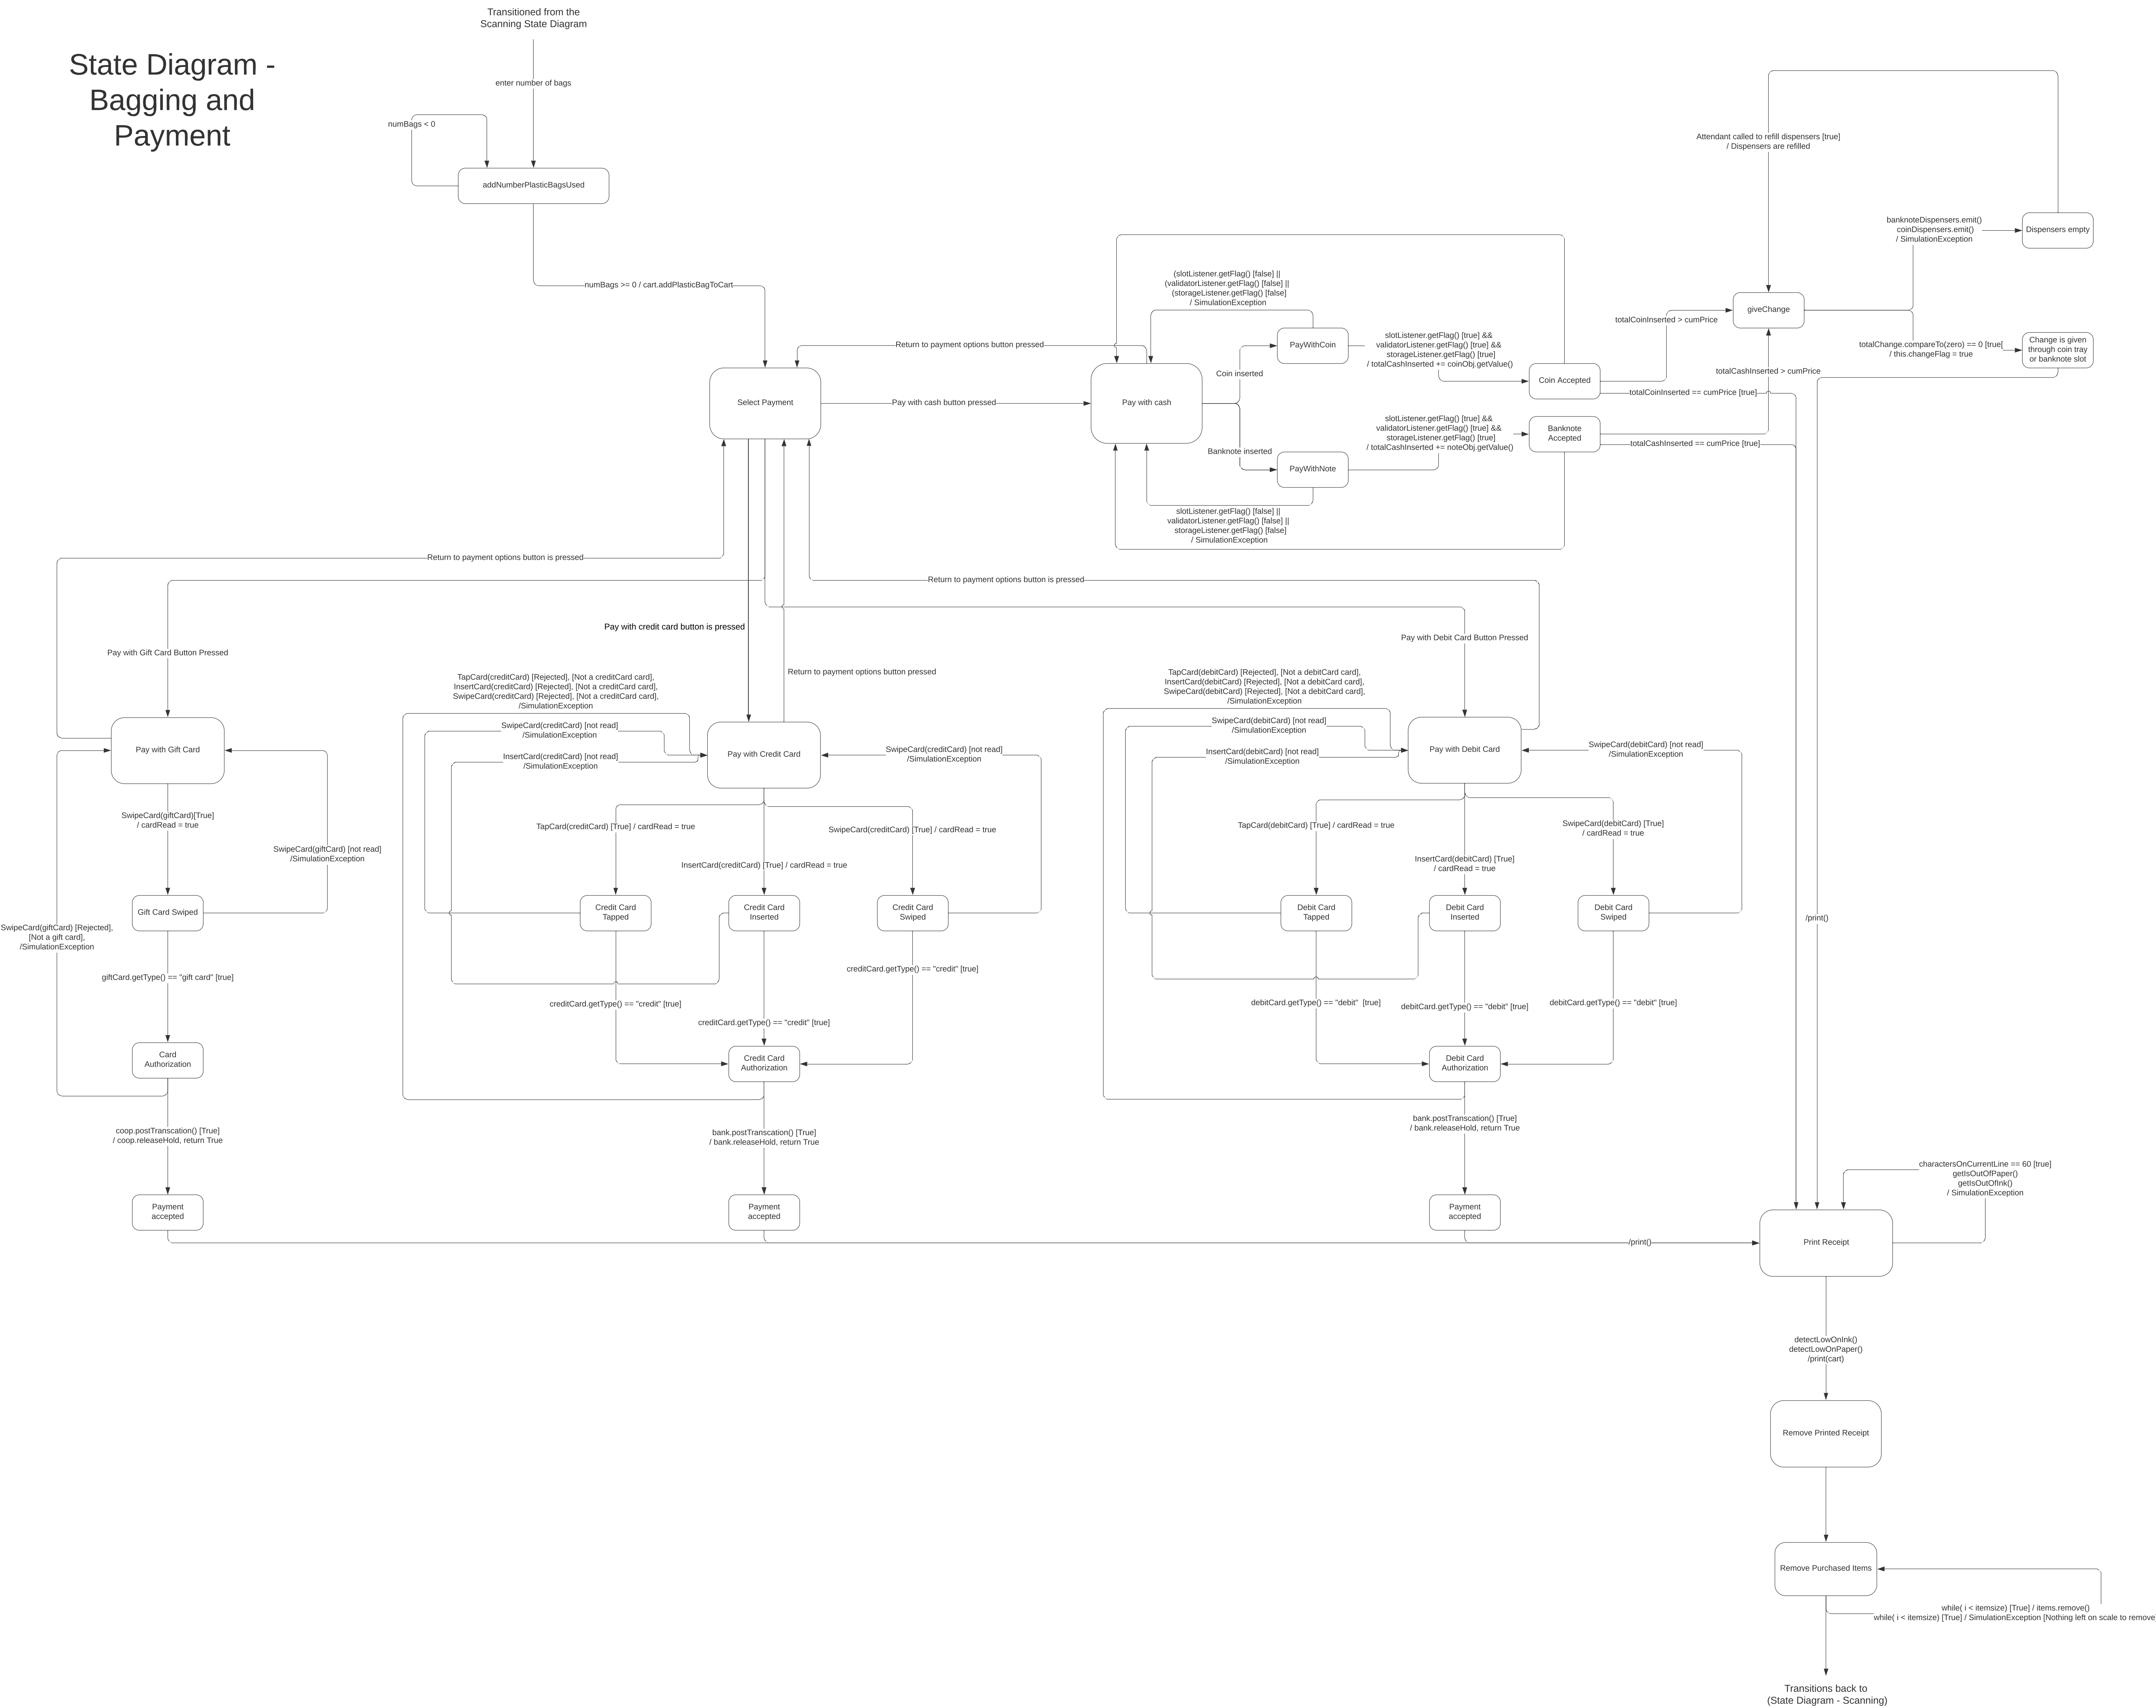 Transitioned from the
Scanning State Diagram
State Diagram -
Bagging and
Payment
enter number of bags
numBags < 0
addNumberPlasticBagsUsed
numBags >= 0 / cart.addPlasticBagToCart
Attendant called to refill dispensers [true]
/ Dispensers are refilled
banknoteDispensers.emit()
coinDispensers.emit()
/ SimulationException
Dispensers empty
giveChange
totalChange.compareTo(zero) == 0 [true[
/ this.changeFlag = true
Change is given
through coin tray
or banknote slot
(slotListener.getFlag() [false] ||
(validatorListener.getFlag() [false] ||
(storageListener.getFlag() [false]
/ SimulationException
PayWithCoin
slotListener.getFlag() [true] &&
validatorListener.getFlag() [true] &&
storageListener.getFlag() [true]
/ totalCashInserted += coinObj.getValue()
totalCoinInserted > cumPrice
Return to payment options button pressed
Coin inserted
Coin Accepted
totalCashInserted > cumPrice
totalCoinInserted == cumPrice [true]
Select Payment
Pay with cash button pressed
Pay with cash
slotListener.getFlag() [true] &&
validatorListener.getFlag() [true] &&
storageListener.getFlag() [true]
/ totalCashInserted += noteObj.getValue()
Banknote
Accepted
totalCashInserted == cumPrice [true]
Banknote inserted
PayWithNote
slotListener.getFlag() [false] ||
validatorListener.getFlag() [false] ||
storageListener.getFlag() [false]
/ SimulationException
Return to payment options button is pressed
Return to payment options button is pressed
Pay with credit card button is pressed
Pay with Debit Card Button Pressed
Pay with Gift Card Button Pressed
Return to payment options button pressed
TapCard(creditCard) [Rejected], [Not a creditCard card],
InsertCard(creditCard) [Rejected], [Not a creditCard card],
SwipeCard(creditCard) [Rejected], [Not a creditCard card],
/SimulationException
TapCard(debitCard) [Rejected], [Not a debitCard card],
InsertCard(debitCard) [Rejected], [Not a debitCard card],
SwipeCard(debitCard) [Rejected], [Not a debitCard card],
/SimulationException
SwipeCard(creditCard) [not read]
/SimulationException
InsertCard(creditCard) [not read]
/SimulationException
SwipeCard(debitCard) [not read]
/SimulationException
InsertCard(debitCard) [not read]
/SimulationException
Pay with Gift Card
Pay with Credit Card
SwipeCard(creditCard) [not read]
/SimulationException
Pay with Debit Card
SwipeCard(debitCard) [not read]
/SimulationException
SwipeCard(giftCard)[True]
/ cardRead = true
SwipeCard(giftCard) [not read]
/SimulationException
TapCard(creditCard) [True] / cardRead = true
SwipeCard(creditCard) [True] / cardRead = true
InsertCard(creditCard) [True] / cardRead = true
TapCard(debitCard) [True] / cardRead = true
SwipeCard(debitCard) [True]
/ cardRead = true
InsertCard(debitCard) [True]
/ cardRead = true
Gift Card Swiped
Credit Card
Tapped
Credit Card
Inserted
Credit Card
Swiped
Debit Card
Tapped
Debit Card
Inserted
Debit Card
Swiped
/print()
SwipeCard(giftCard) [Rejected],
[Not a gift card],
/SimulationException
giftCard.getType() == "gift card" [true]
creditCard.getType() == "credit" [true]
creditCard.getType() == "credit" [true]
creditCard.getType() == "credit" [true]
debitCard.getType() == "debit" [true]
debitCard.getType() == "debit" [true]
debitCard.getType() == "debit" [true]
Card
Authorization
Credit Card
Authorization
Debit Card
Authorization
coop.postTranscation() [True]
/ coop.releaseHold, return True
bank.postTranscation() [True]
/ bank.releaseHold, return True
bank.postTranscation() [True]
/ bank.releaseHold, return True
charactersOnCurrentLine == 60 [true]
getIsOutOfPaper()
getIsOutOfInk()
/ SimulationException
Payment
accepted
Payment
accepted
Payment
accepted
/print()
Print Receipt
detectLowOnInk()
detectLowOnPaper()
/print(cart)
Remove Printed Receipt
Remove Purchased Items
while( i < itemsize) [True] / items.remove()
while( i < itemsize) [True] / SimulationException [Nothing left on scale to remove
Transitions back to
(State Diagram - Scanning)